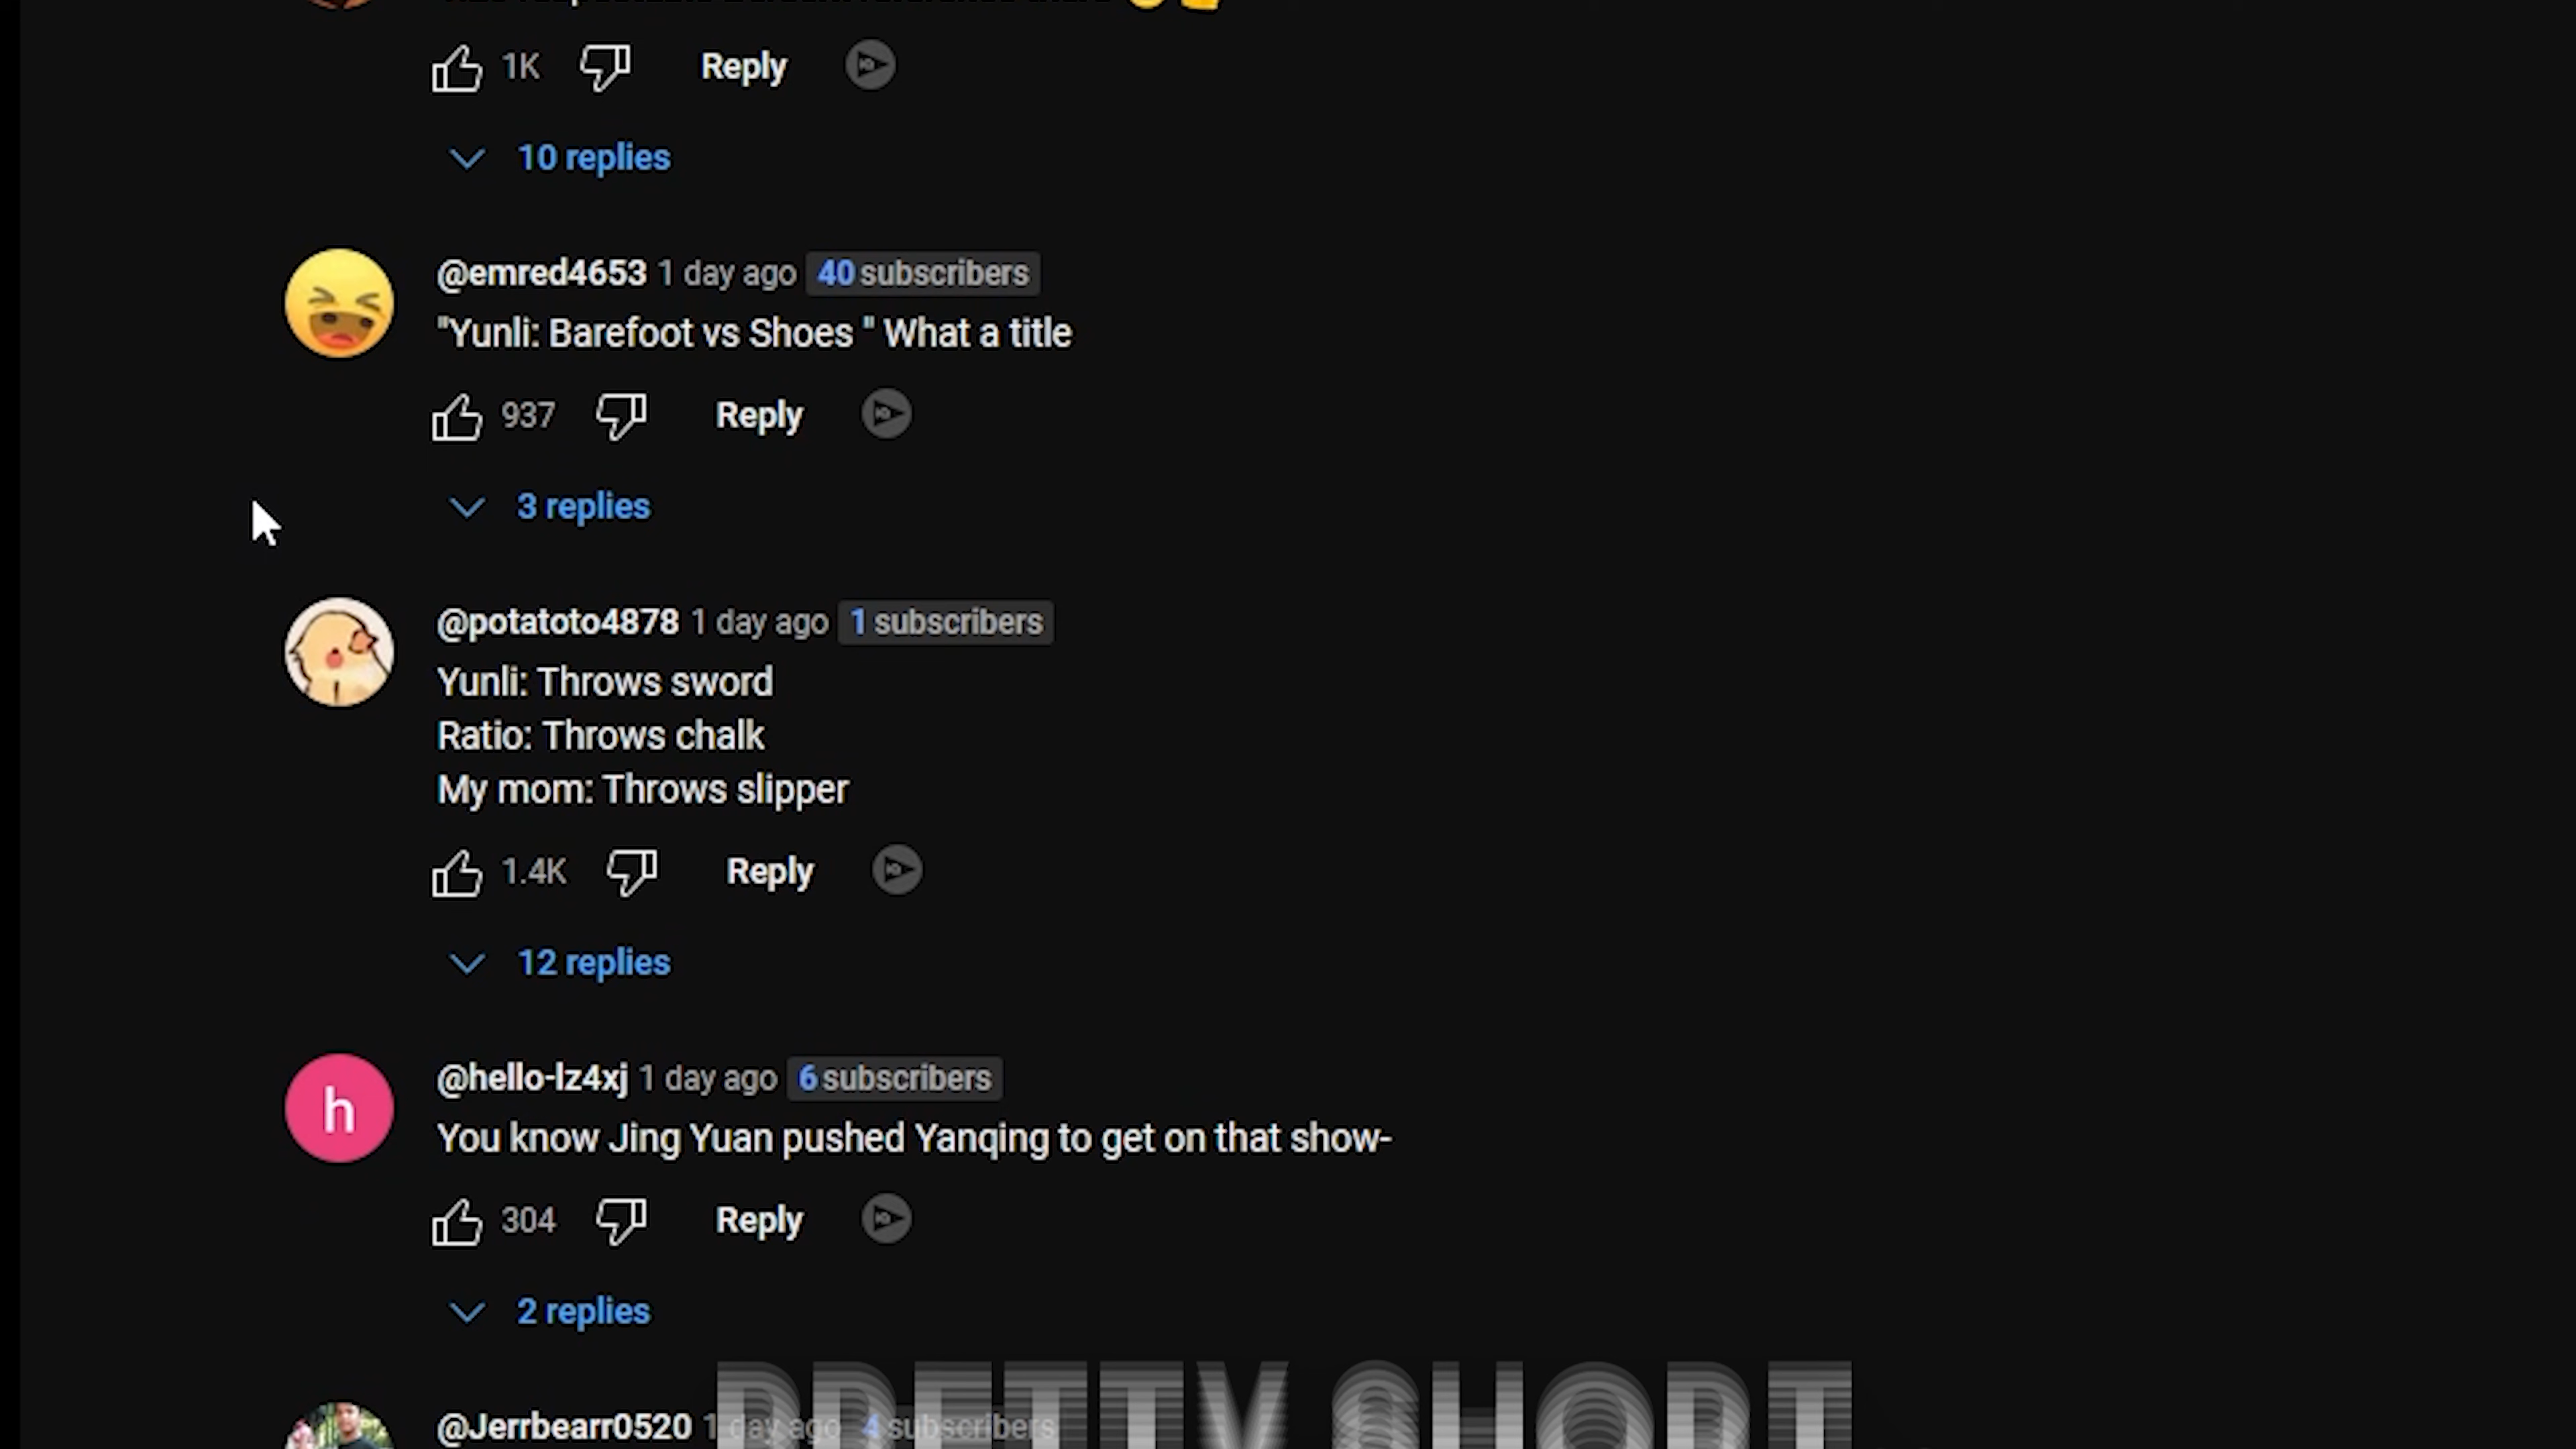 1K Reply
10 replies
@emred4653 1 day ago 40 subscribers
"Yunli: Barefoot vs Shoes " What a title
937 Reply
3 replies
@potatoto4878 1 day ago 1 subscribers
Yunli: Throws sword
Ratio: Throws chalk
My mom: Throws slipper
1.4K Reply
12 replies
h
@hello-lz4xj 1 day ago 6 subscribers
You know Jing Yuan pushed Yanqing to get on that show-
304 Reply
2 replies
@Jerrbearr0520 1 day ago 4 subscribers
PRETTY SHORT